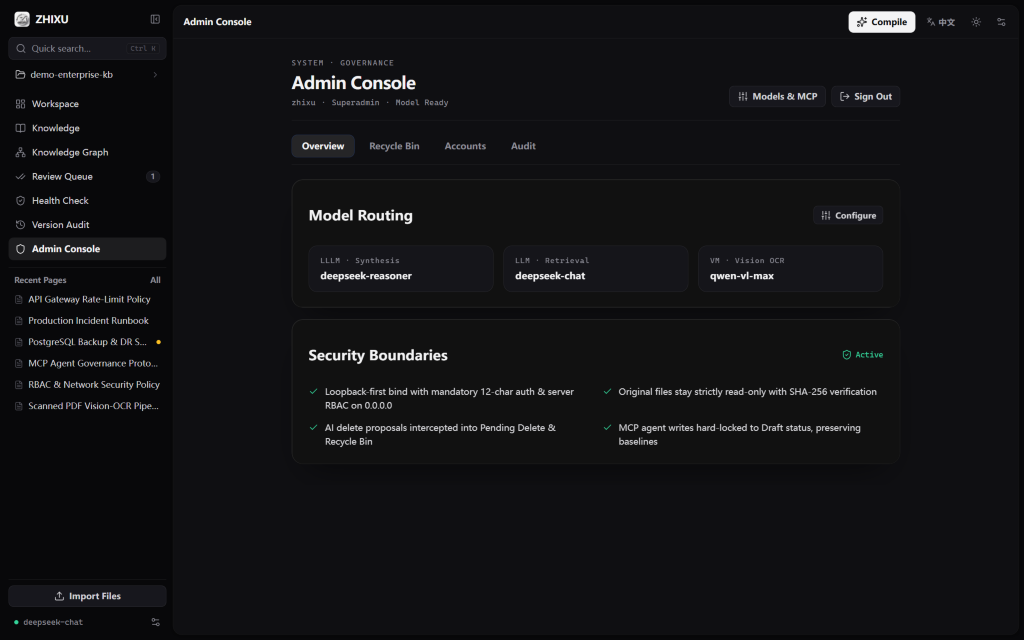 ZHIXU
Quick search...
Ctrl K
demo-enterprise-kb
Workspace
Knowledge
Knowledge Graph
Review Queue
1
Health Check
Version Audit
Admin Console
Recent Pages
All
API Gateway Rate-Limit Policy
Production Incident Runbook
PostgreSQL Backup & DR S...
MCP Agent Governance Proto...
RBAC & Network Security Policy
Scanned PDF Vision-OCR Pipe...
Import Files
deepseek-chat
Admin Console
Compile
中文
SYSTEM · GOVERNANCE
Admin Console
zhixu · Superadmin · Model Ready
Models & MCP
Sign Out
Overview
Recycle Bin
Accounts
Audit
Model Routing
Configure
LLLM · Synthesis
deepseek-reasoner
LLM · Retrieval
deepseek-chat
VM · Vision OCR
qwen-vl-max
Security Boundaries
Active
Loopback-first bind with mandatory 12-char auth & server
RBAC on 0.0.0.0
Original files stay strictly read-only with SHA-256 verification
AI delete proposals intercepted into Pending Delete &
Recycle Bin
MCP agent writes hard-locked to Draft status, preserving
baselines